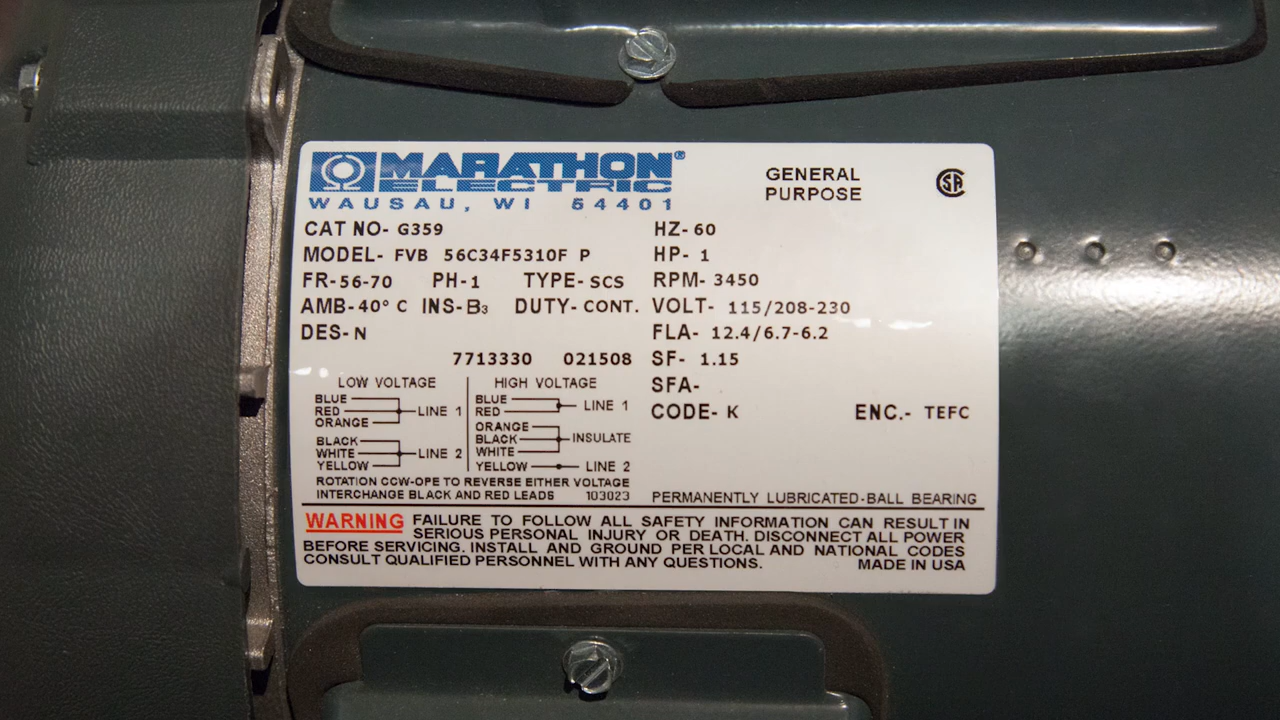 MARATHON®
ELECTRIC
WAUSAU, WI 54401
GENERAL
PURPOSE
SA
CAT NO- G359
HZ- 60
MODEL- FVB 56C34F5310F P
HP- 1
FR-56-70 PH-1 TYPE-SCS
RPM- 3450
AMB-40° C INS-B3 DUTY-CONT.
VOLT- 115/208-230
DES-N
FLA- 12.4/6.7-6.2
7713330 021508
SF- 1.15
SFA-
CODE- K
ENC.- TEFC
LOW VOLTAGE
BLUE
RED
ORANGE
LINE 1
BLACK
WHITE
YELLOW
LINE 2
HIGH VOLTAGE
BLUE
RED
LINE 1
ORANGE
BLACK
WHITE
INSULATE
YELLOW
LINE 2
ROTATION CCW-OPE TO REVERSE EITHER VOLTAGE
INTERCHANGE BLACK AND RED LEADS 103023
PERMANENTLY LUBRICATED-BALL BEARING
WARNING FAILURE TO FOLLOW ALL SAFETY INFORMATION CAN RESULT IN
SERIOUS PERSONAL INJURY OR DEATH. DISCONNECT ALL POWER
BEFORE SERVICING. INSTALL AND GROUND PER LOCAL AND NATIONAL CODES
CONSULT QUALIFIED PERSONNEL WITH ANY QUESTIONS. MADE IN USA